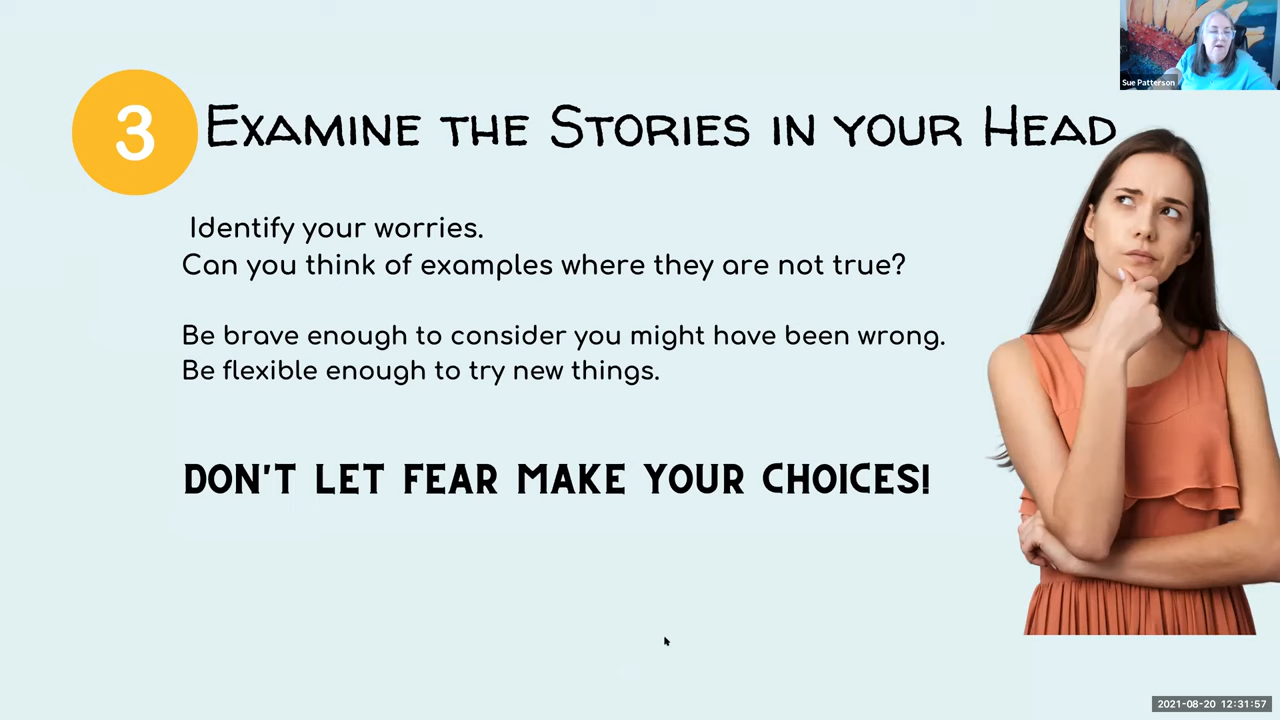 Sue Patterson
3
Examine the Stories in your Head
Identify your worries.
Can you think of examples where they are not true?
Be brave enough to consider you might have been wrong.
Be flexible enough to try new things.
DON'T LET FEAR MAKE YOUR CHOICES!
2021-08-20 12:31:57